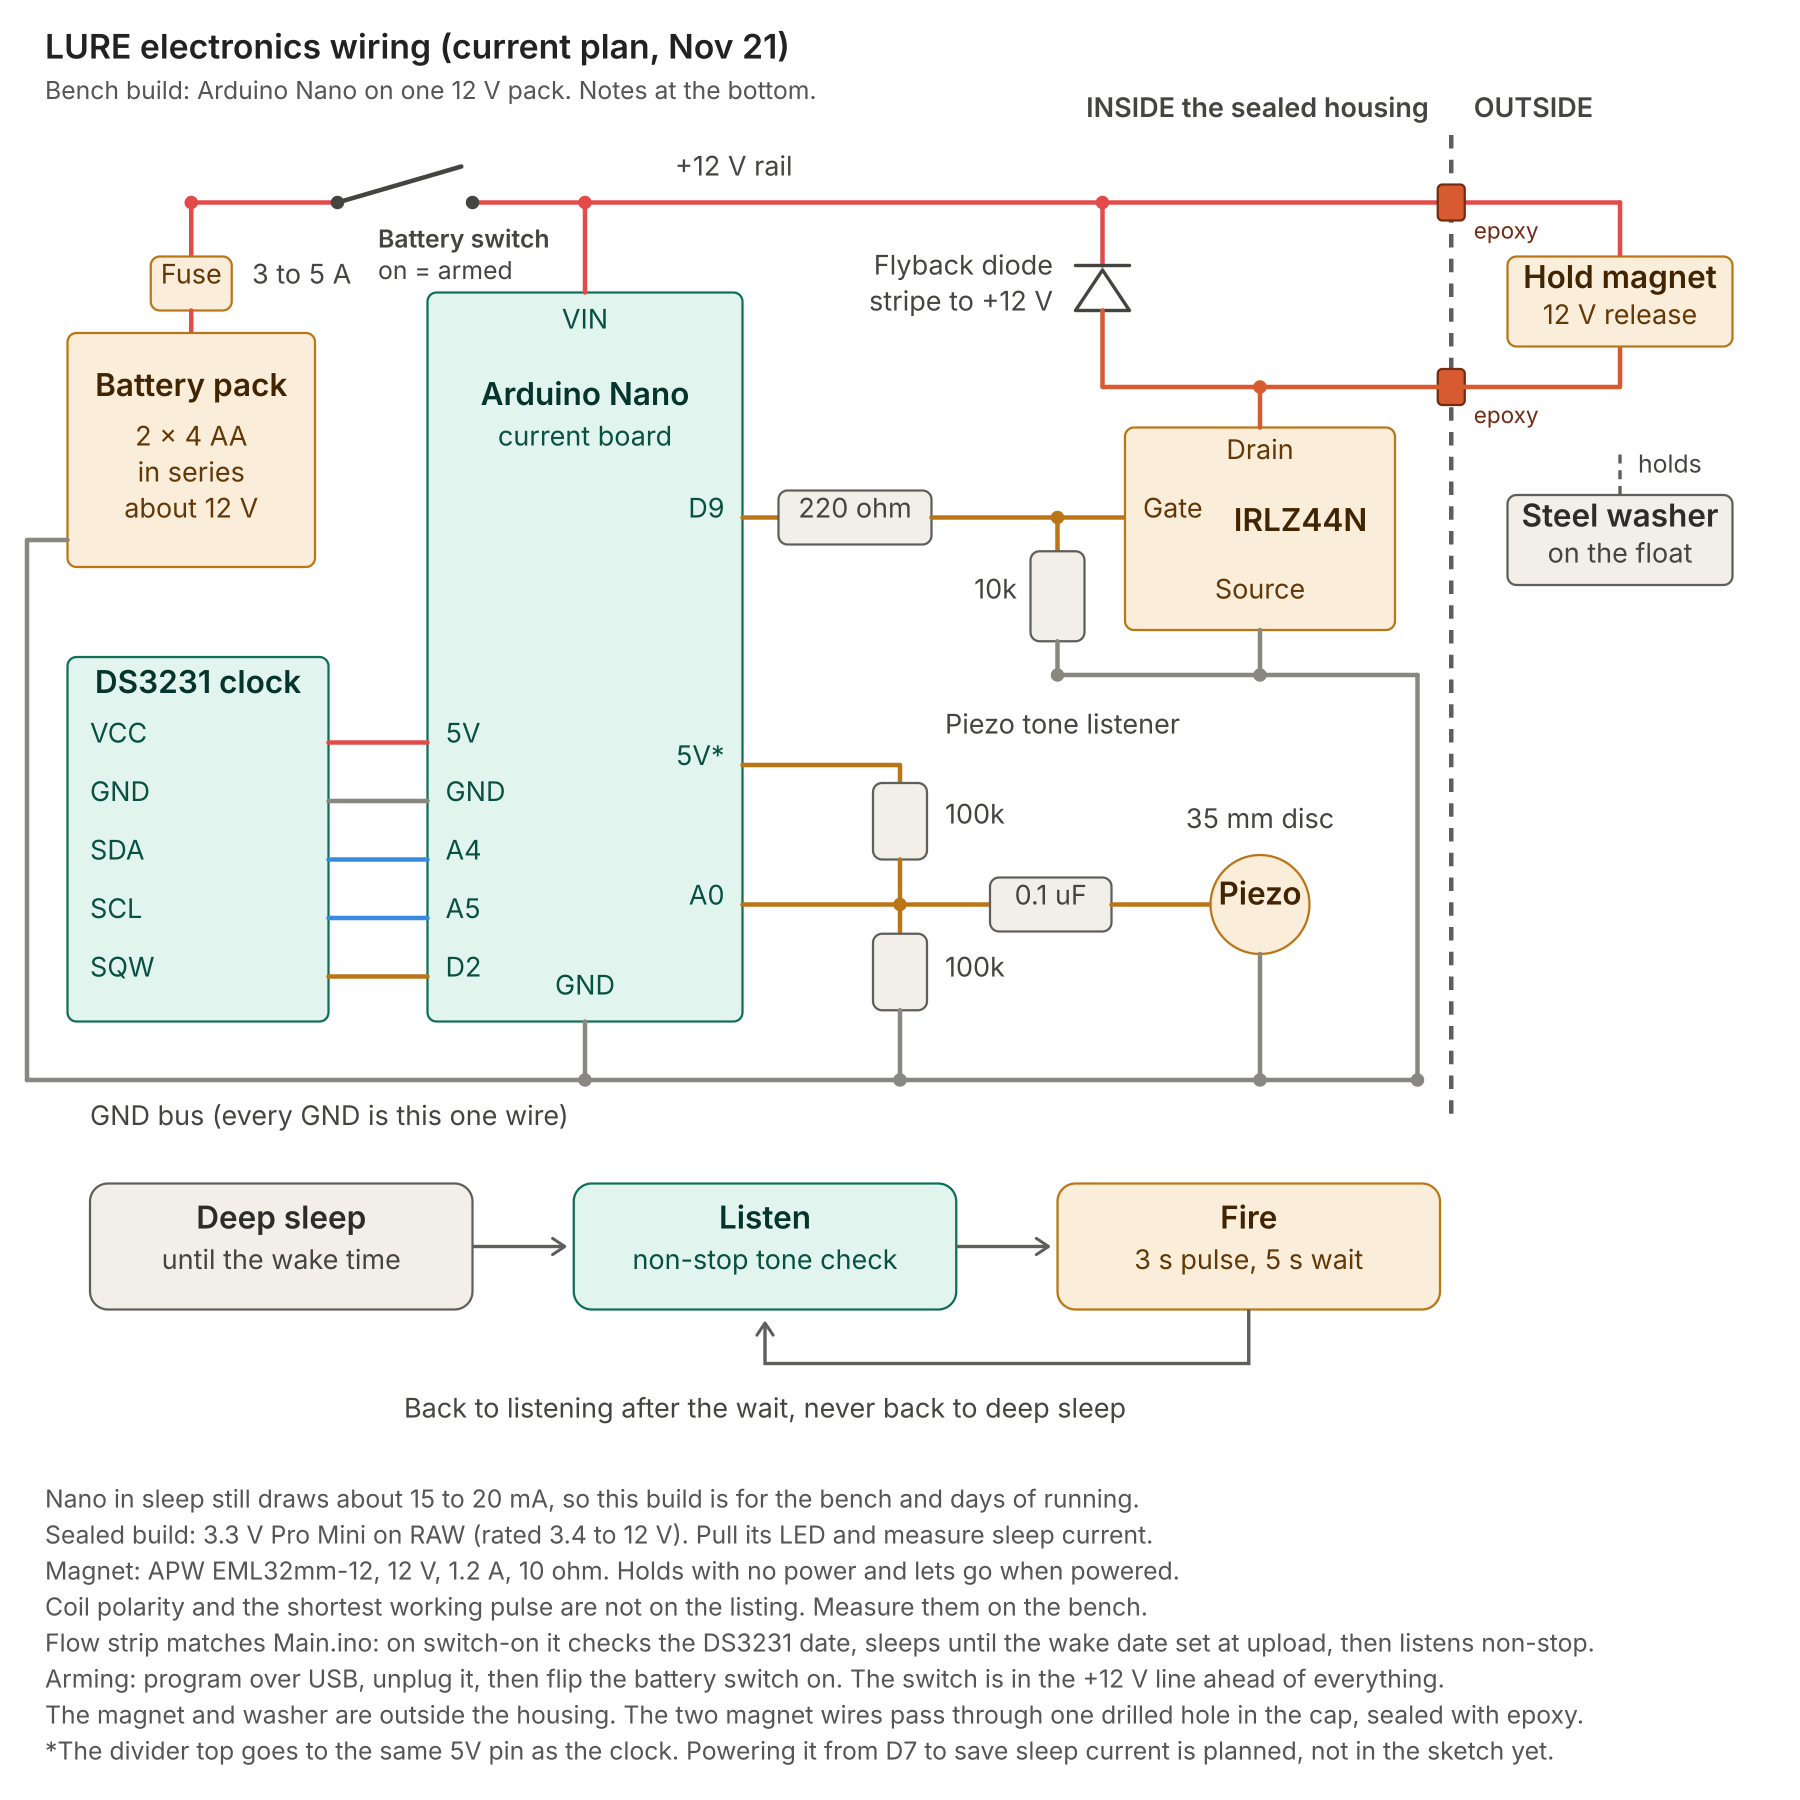 LURE electronics wiring (current plan, Nov 21)
Bench build: Arduino Nano on one 12 V pack. Notes at the bottom.
INSIDE the sealed housing
OUTSIDE
+12 V rail
Battery switch
on = armed
Fuse
3 to 5 A
epoxy
Flyback diode
stripe to +12 V
Hold magnet
12 V release
VIN
Battery pack
2 × 4 AA
in series
about 12 V
Arduino Nano
current board
epoxy
Drain
Gate
IRLZ44N
Source
holds
Steel washer
on the float
D9
220 ohm
10k
DS3231 clock
VCC
GND
SDA
SCL
SQW
5V
GND
A4
A5
D2
GND
5V*
A0
Piezo tone listener
100k
35 mm disc
0.1 uF
Piezo
100k
GND bus (every GND is this one wire)
Deep sleep
until the wake time
Listen
non-stop tone check
Fire
3 s pulse, 5 s wait
Back to listening after the wait, never back to deep sleep
Nano in sleep still draws about 15 to 20 mA, so this build is for the bench and days of running.
Sealed build: 3.3 V Pro Mini on RAW (rated 3.4 to 12 V). Pull its LED and measure sleep current.
Magnet: APW EML32mm-12, 12 V, 1.2 A, 10 ohm. Holds with no power and lets go when powered.
Coil polarity and the shortest working pulse are not on the listing. Measure them on the bench.
Flow strip matches Main.ino: on switch-on it checks the DS3231 date, sleeps until the wake date set at upload, then listens non-stop.
Arming: program over USB, unplug it, then flip the battery switch on. The switch is in the +12 V line ahead of everything.
The magnet and washer are outside the housing. The two magnet wires pass through one drilled hole in the cap, sealed with epoxy.
*The divider top goes to the same 5V pin as the clock. Powering it from D7 to save sleep current is planned, not in the sketch yet.